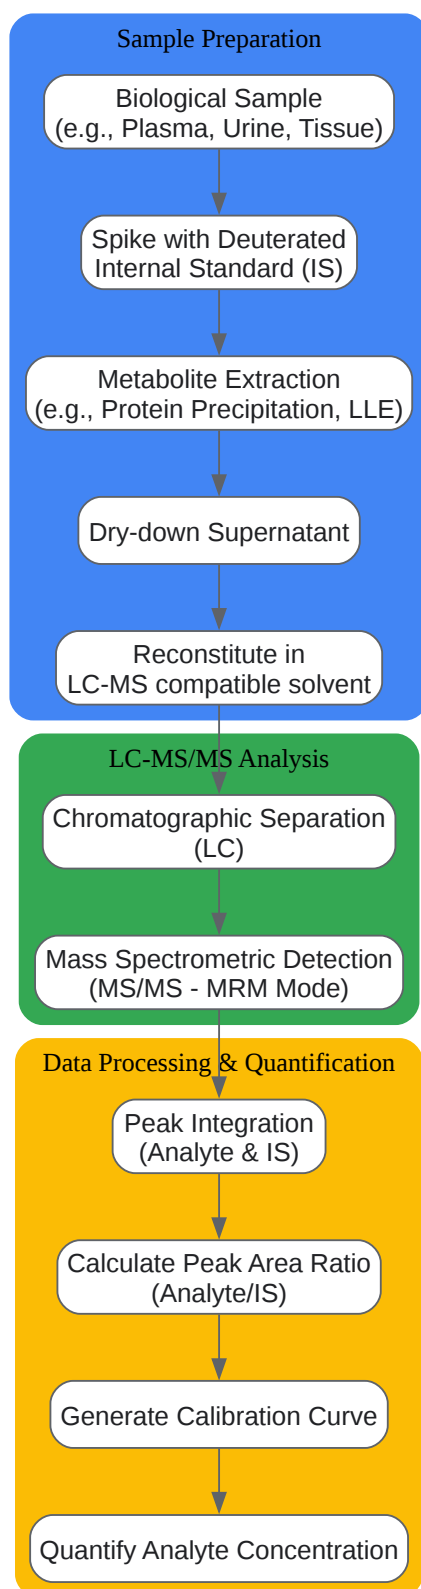 Sample Preparation
Biological Sample
(e.g., Plasma, Urine, Tissue)
Spike with Deuterated
Internal Standard (IS)
Metabolite Extraction
(e.g., Protein Precipitation, LLE)
Dry-down Supernatant
Reconstitute in
LC-MS compatible solvent
LC-MS/MS Analysis
Chromatographic Separation
(LC)
Mass Spectrometric Detection
(MS/MS - MRM Mode)
Data Processing & Quantification
Peak Integration
(Analyte & IS)
Calculate Peak Area Ratio
(Analyte/IS)
Generate Calibration Curve
Quantify Analyte Concentration